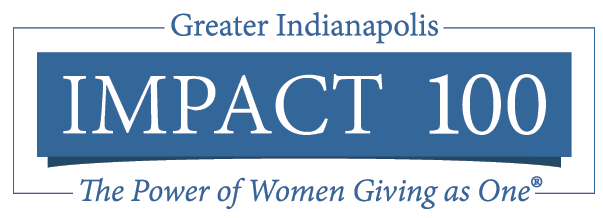 Greater Indianapolis
IMPACT 100
The Power of Women Giving as One®